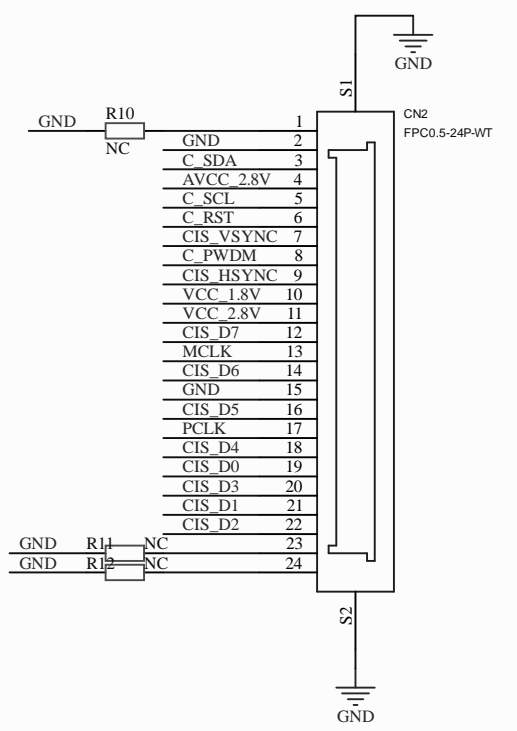 GND
S1
CN2
FPC0.5-24P-WT
GND R10 NC 1
GND 2
C_SDA 3
AVCC_2.8V 4
C_SCL 5
C_RST 6
CIS_VSYNC 7
C_PWDM 8
CIS_HSYNC 9
VCC_1.8V 10
VCC_2.8V 11
CIS_D7 12
MCLK 13
CIS_D6 14
GND 15
CIS_D5 16
PCLK 17
CIS_D4 18
CIS_D0 19
CIS_D3 20
CIS_D1 21
CIS_D2 22
GND R11 NC 23
GND R12 NC 24
S2
GND